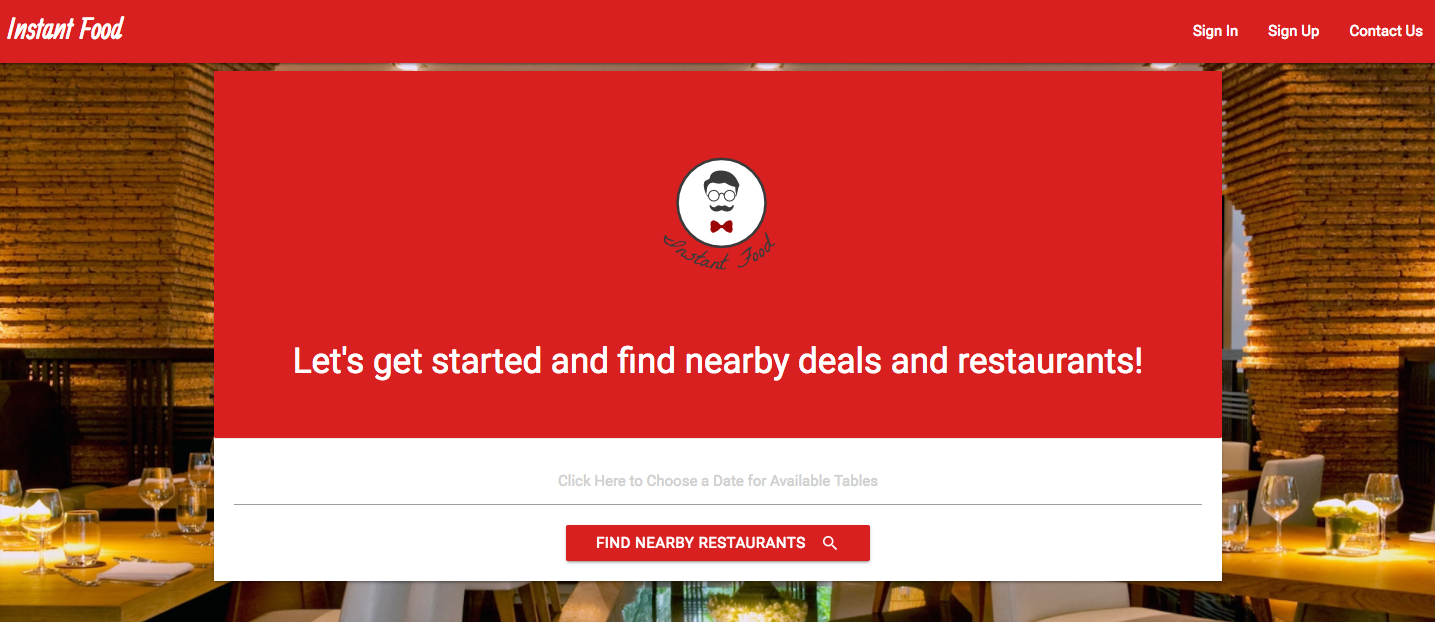 Instant Food
Sign In
Sign Up
Contact Us
Instant Food
Let's get started and find nearby deals and restaurants!
Click Here to Choose a Date for Available Tables
FIND NEARBY RESTAURANTS